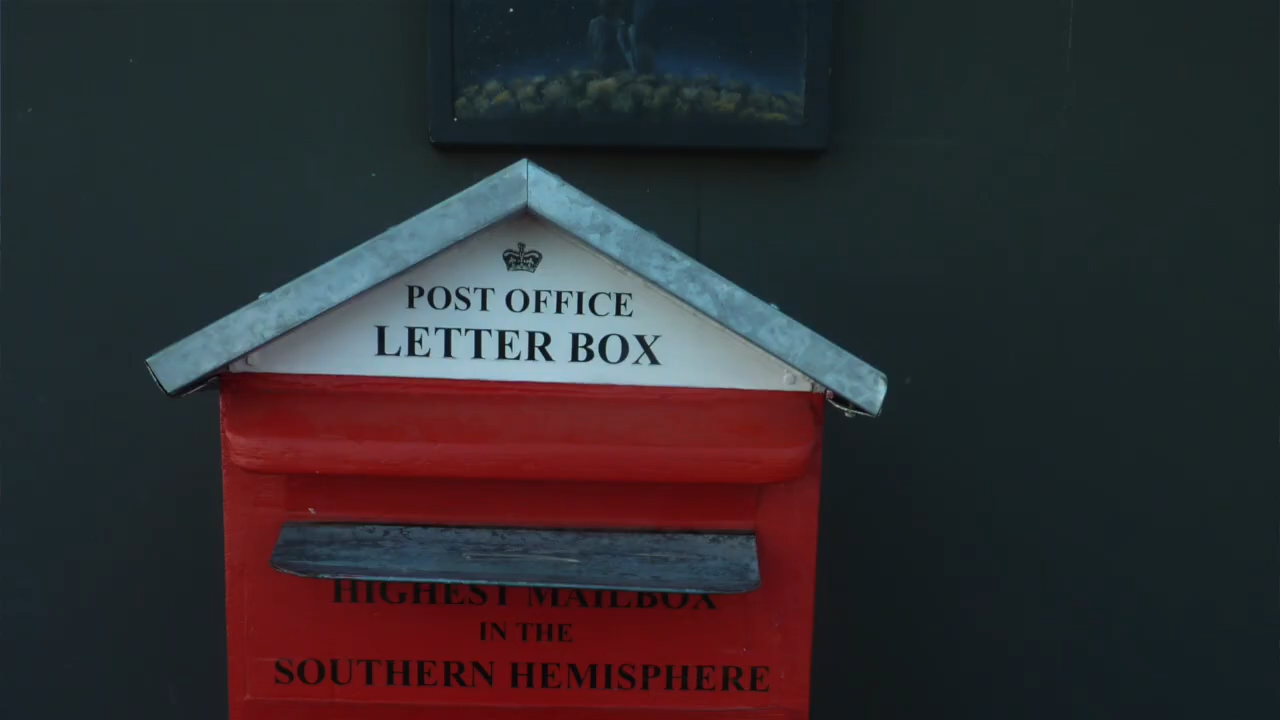 POST OFFICE
LETTER BOX
HIGHEST MAILBOX
IN THE
SOUTHERN HEMISPHERE